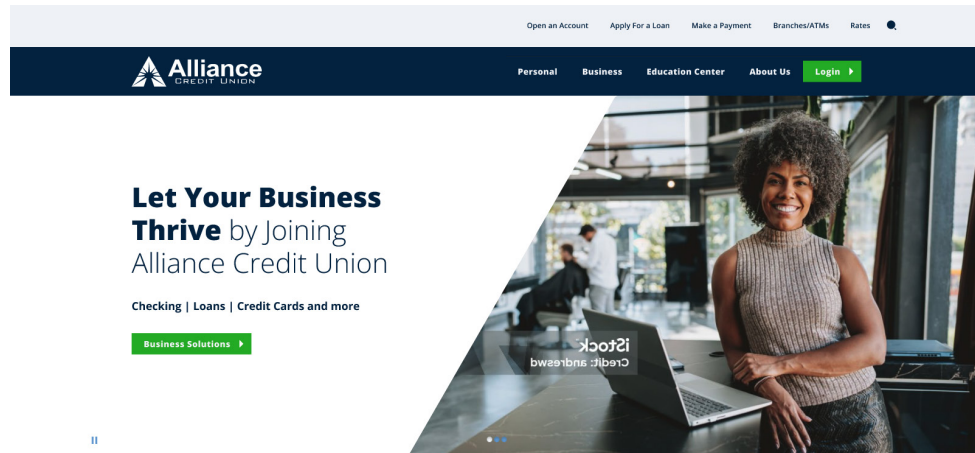 Open an Account Apply For a Loan Make a Payment Branches/ATMs Rates
Alliance
CREDIT UNION
Personal Business Education Center About Us Login
Let Your Business
Thrive by Joining
Alliance Credit Union
Checking | Loans | Credit Cards and more
Business Solutions
iStock
Credit: andreswd